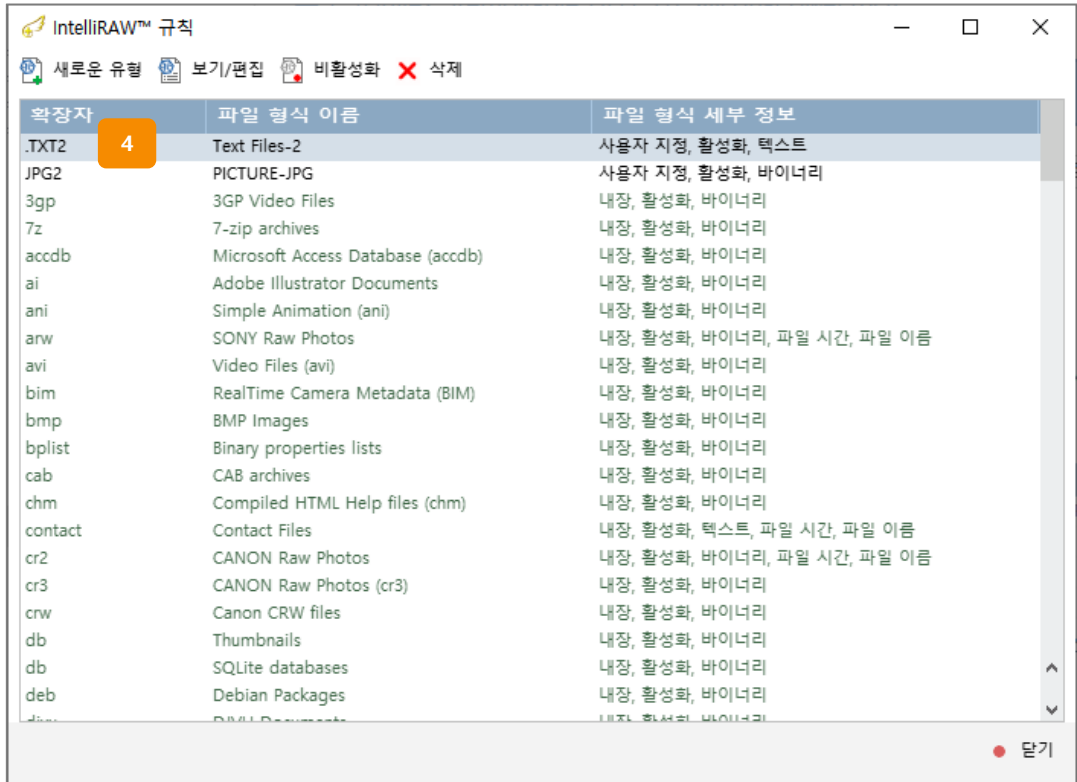 IntelliRAW™ 규칙
새로운 유형 보기/편집 비활성화 삭제
확장자 파일 형식 이름 파일 형식 세부 정보
4
.TXT2 Text Files-2 사용자 지정, 활성화, 텍스트
JPG2 PICTURE-JPG 사용자 지정, 활성화, 바이너리
3gp 3GP Video Files 내장, 활성화, 바이너리
7z 7-zip archives 내장, 활성화, 바이너리
accdb Microsoft Access Database (accdb) 내장, 활성화, 바이너리
ai Adobe Illustrator Documents 내장, 활성화, 바이너리
ani Simple Animation (ani) 내장, 활성화, 바이너리
arw SONY Raw Photos 내장, 활성화, 바이너리, 파일 시간, 파일 이름
avi Video Files (avi) 내장, 활성화, 바이너리
bim RealTime Camera Metadata (BIM) 내장, 활성화, 바이너리
bmp BMP Images 내장, 활성화, 바이너리
bplist Binary properties lists 내장, 활성화, 바이너리
cab CAB archives 내장, 활성화, 바이너리
chm Compiled HTML Help files (chm) 내장, 활성화, 바이너리
contact Contact Files 내장, 활성화, 텍스트, 파일 시간, 파일 이름
cr2 CANON Raw Photos 내장, 활성화, 바이너리, 파일 시간, 파일 이름
cr3 CANON Raw Photos (cr3) 내장, 활성화, 바이너리
crw Canon CRW files 내장, 활성화, 바이너리
db Thumbnails 내장, 활성화, 바이너리
db SQLite databases 내장, 활성화, 바이너리
deb Debian Packages 내장, 활성화, 바이너리
닫기